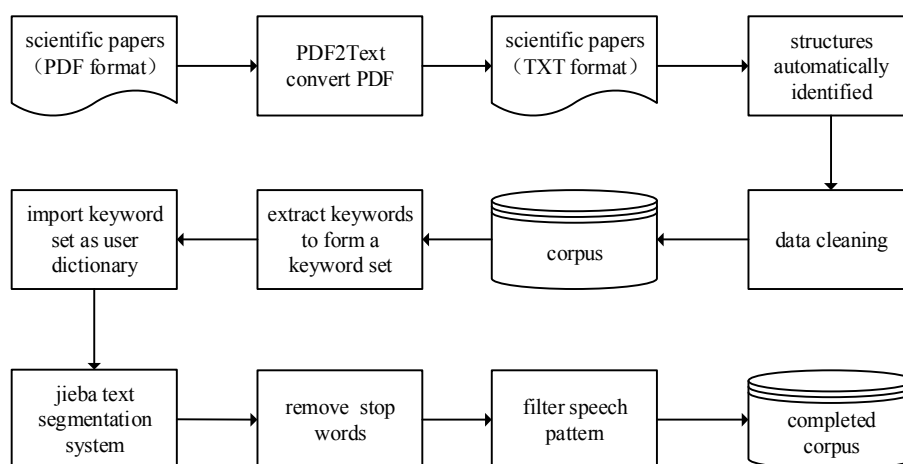 scientific papers
（PDF format）
PDF2Text
convert PDF
scientific papers
（TXT format）
structures
automatically
identified
import keyword
set as user
dictionary
extract keywords
to form a
keyword set
corpus
data cleaning
jieba text
segmentation
system
remove stop
words
filter speech
pattem
completed
corpus